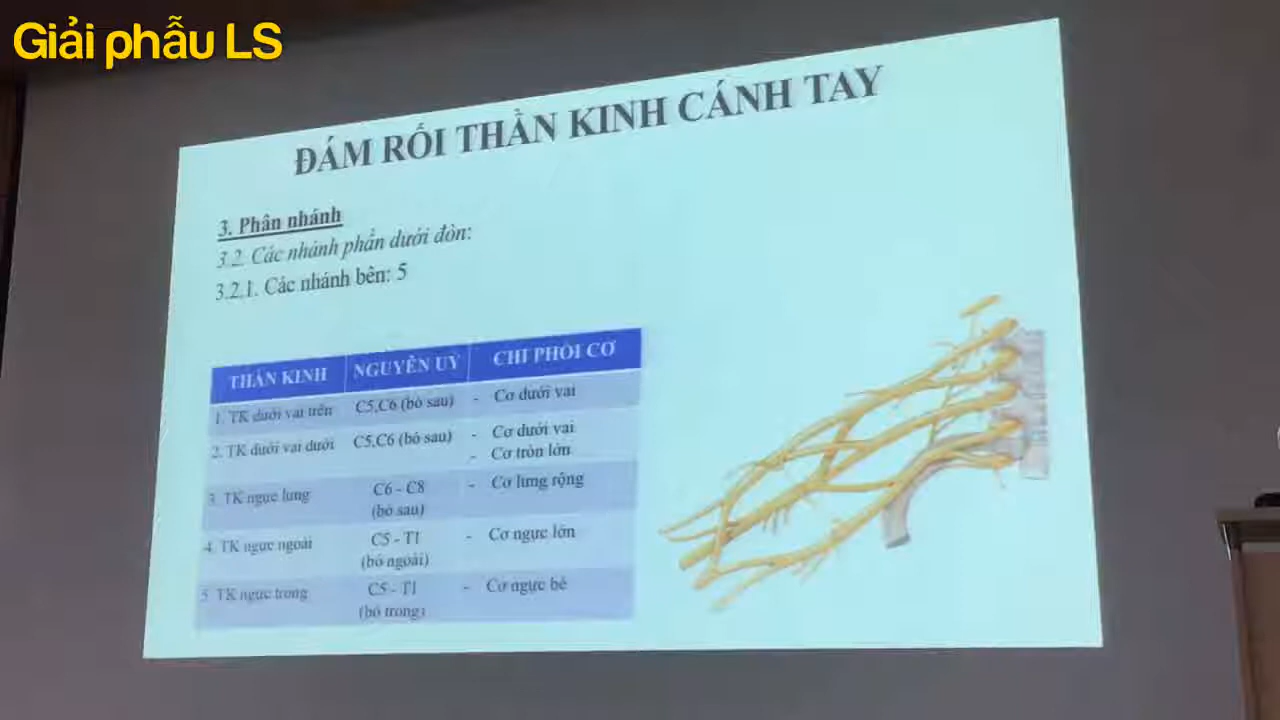 Giải phẫu LS
ĐÁM RỐI THẦN KINH CÁNH TAY
3. Phân nhánh
3.2. Các nhánh phần dưới đòn:
3.2.1. Các nhánh bên: 5
THẦN KINH NGUYÊN UỶ CHI PHỐI CƠ
1. TK dưới vai trên C5,C6 (bó sau) - Cơ dưới vai
2. TK dưới vai dưới C5,C6 (bó sau) - Cơ dưới vai
- Cơ tròn lớn
3. TK ngực lưng C6 - C8 - Cơ lưng rộng
(bó sau)
4. TK ngực ngoài C5 - T1 - Cơ ngực lớn
(bó ngoài)
5. TK ngực trong C5 - T1 - Cơ ngực bé
(bó trong)